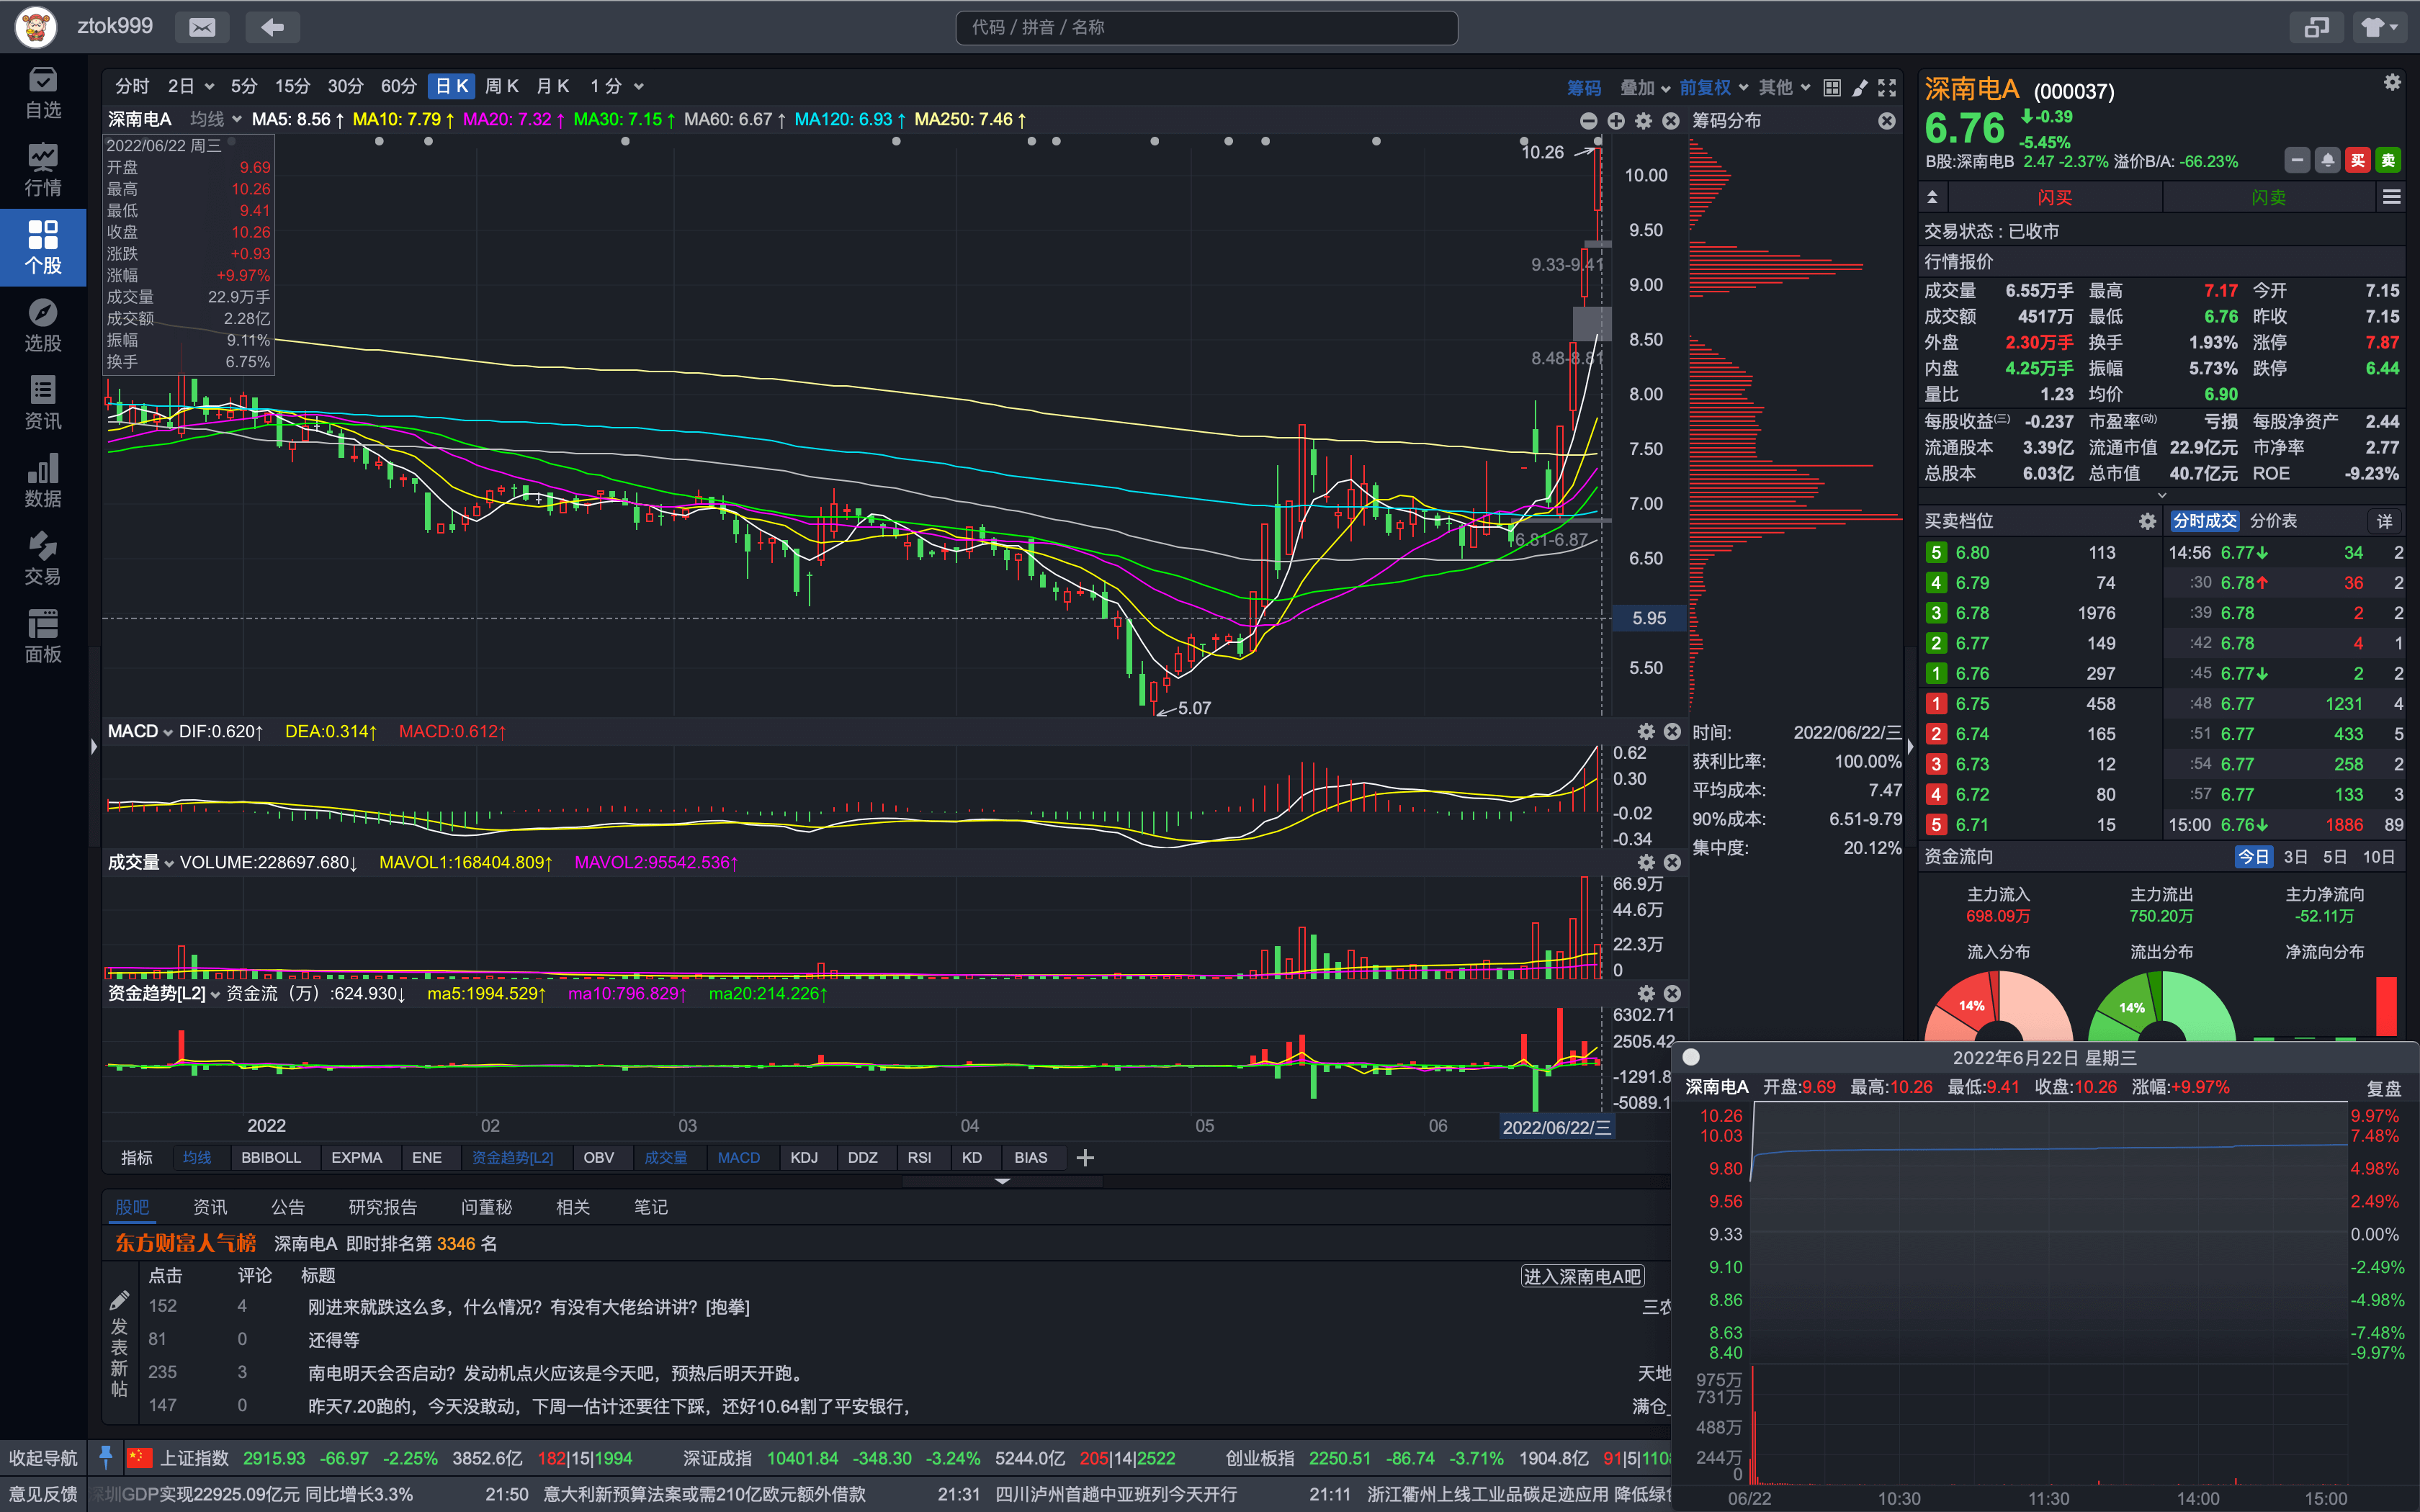 ztok999
代码 / 拼音 / 名称
自选
行情
个股
选股
资讯
数据
交易
面板
分时 2日 5分 15分 30分 60分 日K 周K 月K 1分 筹码 叠加 前复权 其他
深南电A 均线 MA5: 8.56↑ MA10: 7.79↑ MA20: 7.32↑ MA30: 7.15↑ MA60: 6.67↑ MA120: 6.93↑ MA250: 7.46↑
筹码分布
2022/06/22 周三
开盘 9.69
最高 10.26
最低 9.41
收盘 10.26
涨跌 +0.93
涨幅 +9.97%
成交量 22.9万手
成交额 2.28亿
振幅 9.11%
换手 6.75%
10.26
9.33-9.41
8.48-8.81
6.81-6.87
5.07
10.00
9.50
9.00
8.50
8.00
7.50
7.00
6.50
5.95
5.50
MACD DIF:0.620↑ DEA:0.314↑ MACD:0.612↑
0.62
0.30
-0.02
-0.34
成交量 VOLUME:228697.680↓ MAVOL1:168404.809↑ MAVOL2:95542.536↑
66.9万
44.6万
22.3万
0
资金趋势[L2] 资金流（万）:624.930↓ ma5:1994.529↑ ma10:796.829↑ ma20:214.226↑
6302.71
2505.42
-1291.8
-5089.1
2022 02 03 04 05 06 2022/06/22/三
时间: 2022/06/22/三
获利比率: 100.00%
平均成本: 7.47
90%成本: 6.51-9.79
集中度: 20.12%
指标 均线 BBIBOLL EXPMA ENE 资金趋势[L2] OBV 成交量 MACD KDJ DDZ RSI KD BIAS
股吧 资讯 公告 研究报告 问董秘 相关 笔记
东方财富人气榜 深南电A 即时排名第 3346 名
点击 评论 标题 进入深南电A吧
发表新帖
152 4 刚进来就跌这么多，什么情况？有没有大佬给讲讲？[抱拳] 三农
81 0 还得等
235 3 南电明天会否启动？发动机点火应该是今天吧，预热后明天开跑。 天地
147 0 昨天7.20跑的，今天没敢动，下周一估计还要往下踩，还好10.64割了平安银行， 满仓_
深南电A (000037)
6.76 -0.39
-5.45%
B股:深南电B 2.47 -2.37% 溢价B/A: -66.23%
买 卖
闪买 闪卖
交易状态 : 已收市
行情报价
成交量 6.55万手 最高 7.17 今开 7.15
成交额 4517万 最低 6.76 昨收 7.15
外盘 2.30万手 换手 1.93% 涨停 7.87
内盘 4.25万手 振幅 5.73% 跌停 6.44
量比 1.23 均价 6.90
每股收益(三) -0.237 市盈率(动) 亏损 每股净资产 2.44
流通股本 3.39亿 流通市值 22.9亿元 市净率 2.77
总股本 6.03亿 总市值 40.7亿元 ROE -9.23%
买卖档位 分时成交 分价表 详
5 6.80 113 14:56 6.77↓ 34 2
4 6.79 74 :30 6.78↑ 36 2
3 6.78 1976 :39 6.78 2 2
2 6.77 149 :42 6.78 4 1
1 6.76 297 :45 6.77↓ 2 2
1 6.75 458 :48 6.77 1231 4
2 6.74 165 :51 6.77 433 5
3 6.73 12 :54 6.77 258 2
4 6.72 80 :57 6.77 133 3
5 6.71 15 15:00 6.76↓ 1886 89
资金流向 今日 3日 5日 10日
主力流入 主力流出 主力净流向
698.09万 750.20万 -52.11万
流入分布 流出分布 净流向分布
14% 14%
2022年6月22日 星期三
深南电A 开盘:9.69 最高:10.26 最低:9.41 收盘:10.26 涨幅:+9.97% 复盘
10.26 9.97%
10.03 7.48%
9.80 4.98%
9.56 2.49%
9.33 0.00%
9.10 -2.49%
8.86 -4.98%
8.63 -7.48%
8.40 -9.97%
975万
731万
488万
244万
0
06/22 10:30 11:30 14:00 15:00
收起导航 上证指数 2915.93 -66.97 -2.25% 3852.6亿 182|15|1994 深证成指 10401.84 -348.30 -3.24% 5244.0亿 205|14|2522 创业板指 2250.51 -86.74 -3.71% 1904.8亿 91|5|110
意见反馈 深圳GDP实现22925.09亿元 同比增长3.3% 21:50 意大利新预算法案或需210亿欧元额外借款 21:31 四川泸州首趟中亚班列今天开行 21:11 浙江衢州上线工业品碳足迹应用 降低绿